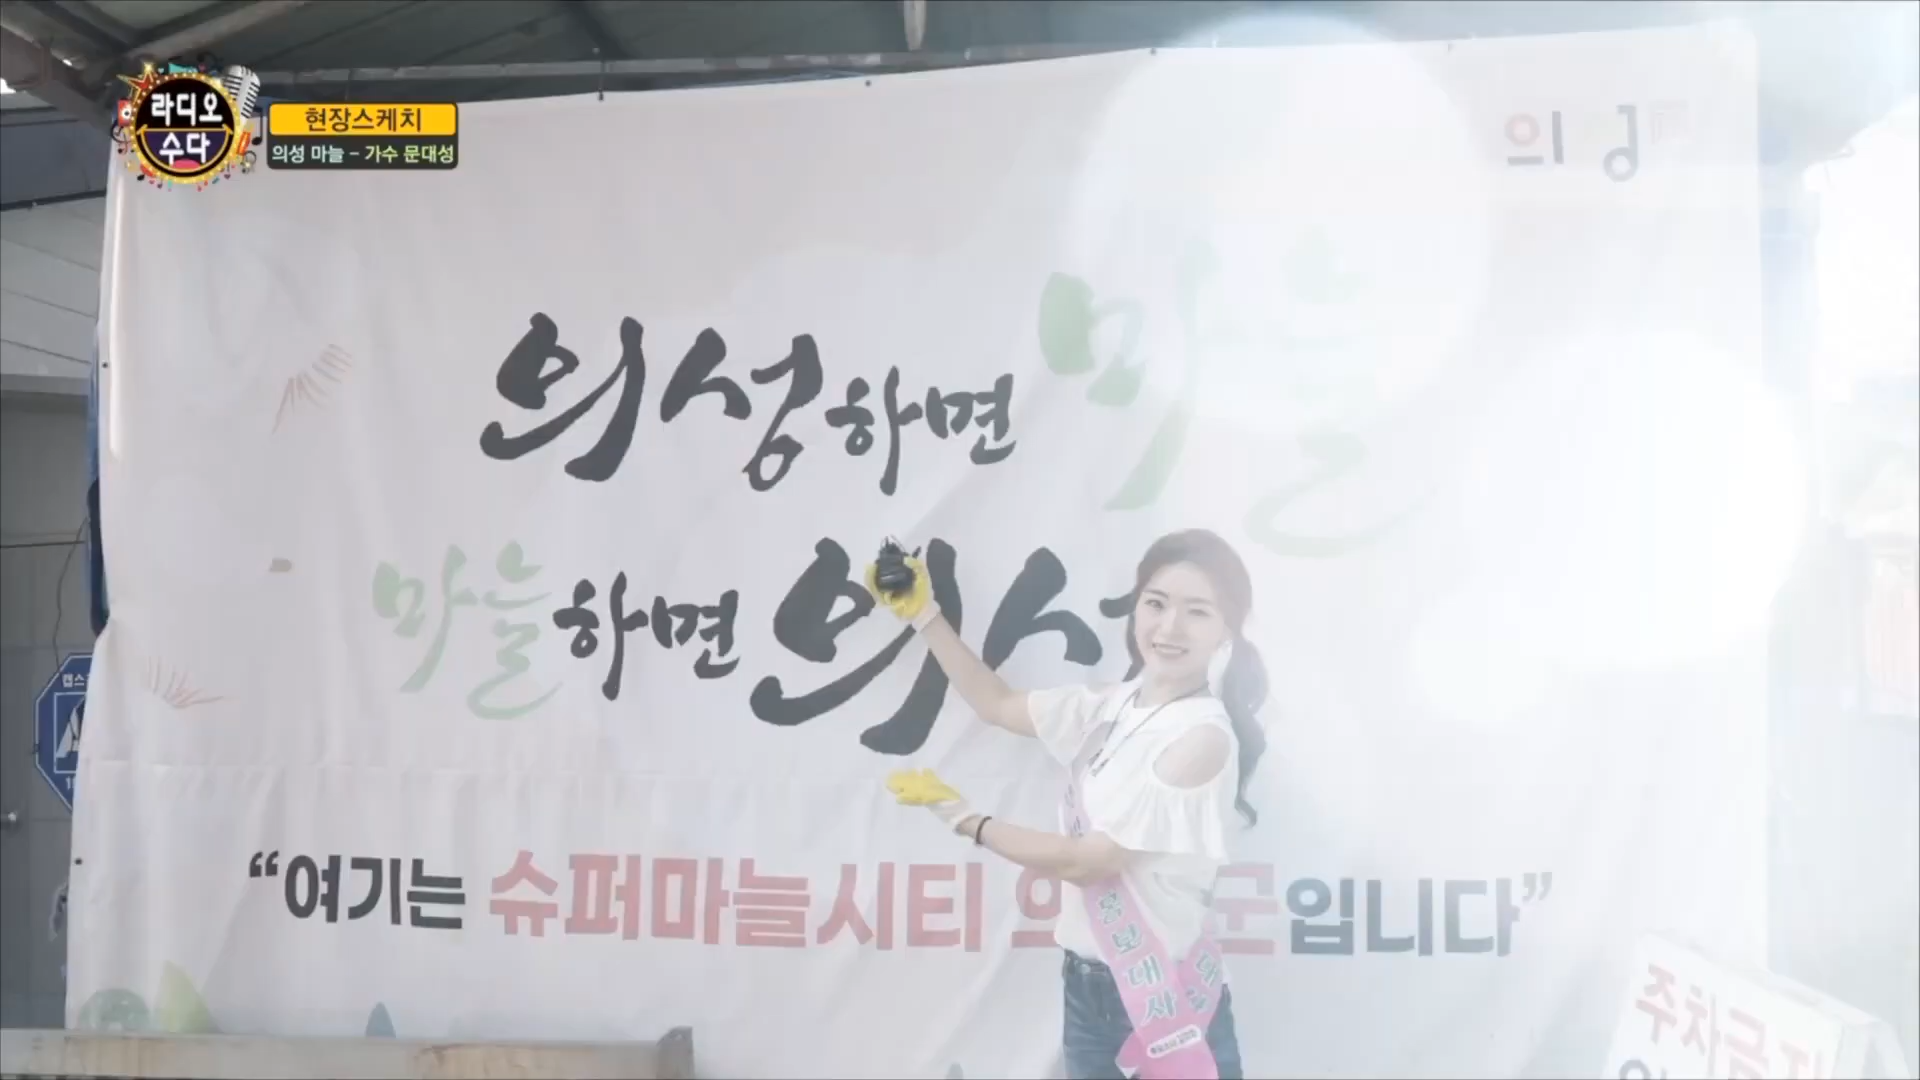 라디오
수다
현장스케치
의성 마늘 - 가수 문대성
의성하면 마늘
마늘하면 의
“여기는 슈퍼마늘시티 의 군입니다”
홍보대사
주차금지